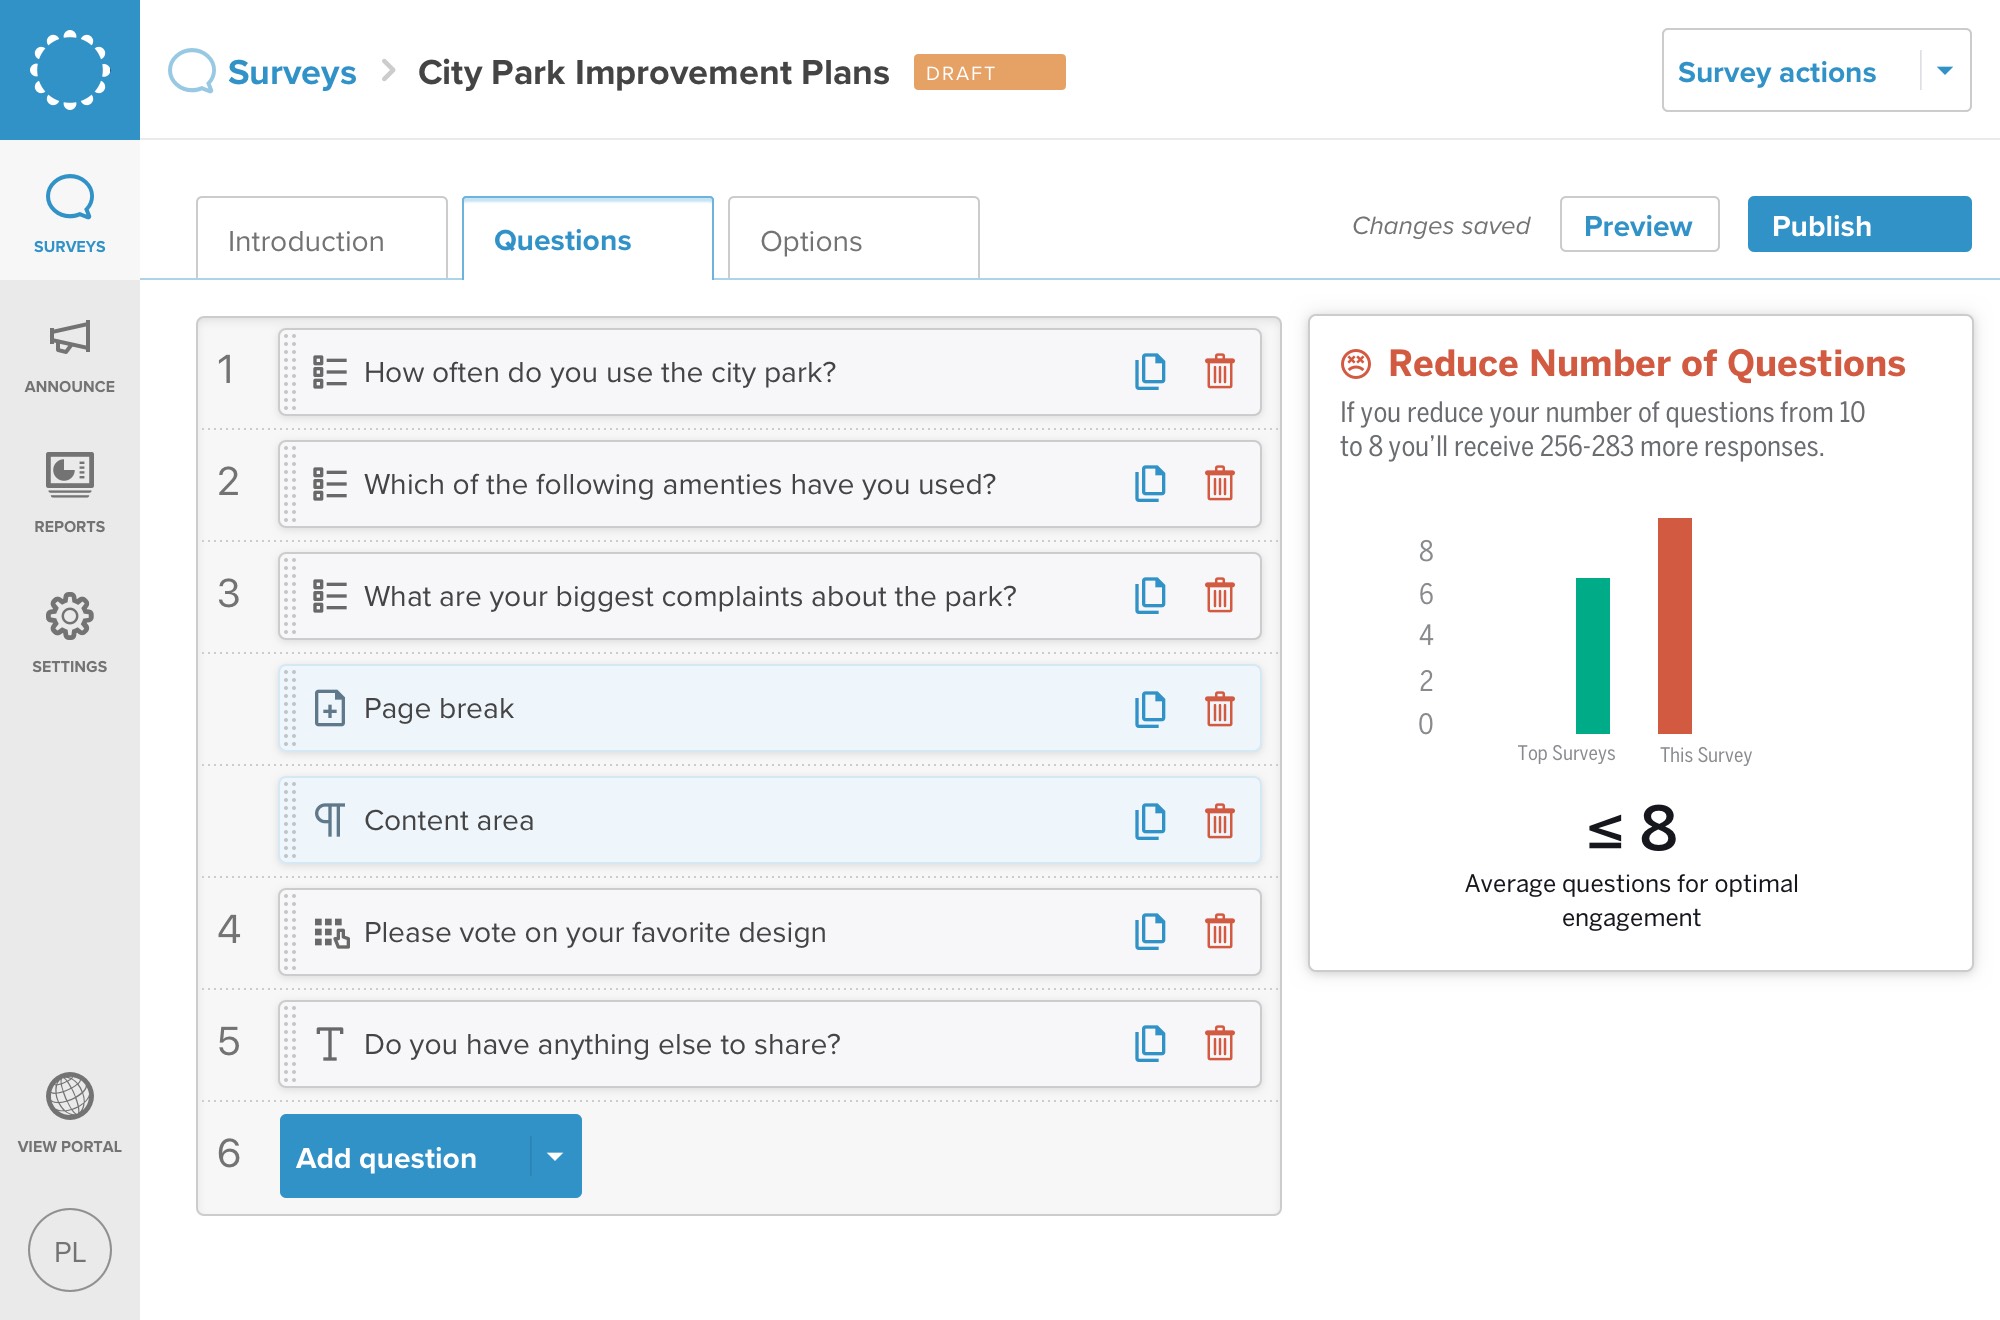 Surveys > City Park Improvement Plans DRAFT
Survey actions
SURVEYS
ANNOUNCE
REPORTS
SETTINGS
VIEW PORTAL
PL
Introduction
Questions
Options
Changes saved
Preview
Publish
1 How often do you use the city park?
2 Which of the following amenties have you used?
3 What are your biggest complaints about the park?
Page break
Content area
4 Please vote on your favorite design
5 Do you have anything else to share?
6 Add question
Reduce Number of Questions
If you reduce your number of questions from 10
to 8 you’ll receive 256-283 more responses.
8
6
4
2
0
Top Surveys
This Survey
≤ 8
Average questions for optimal
engagement